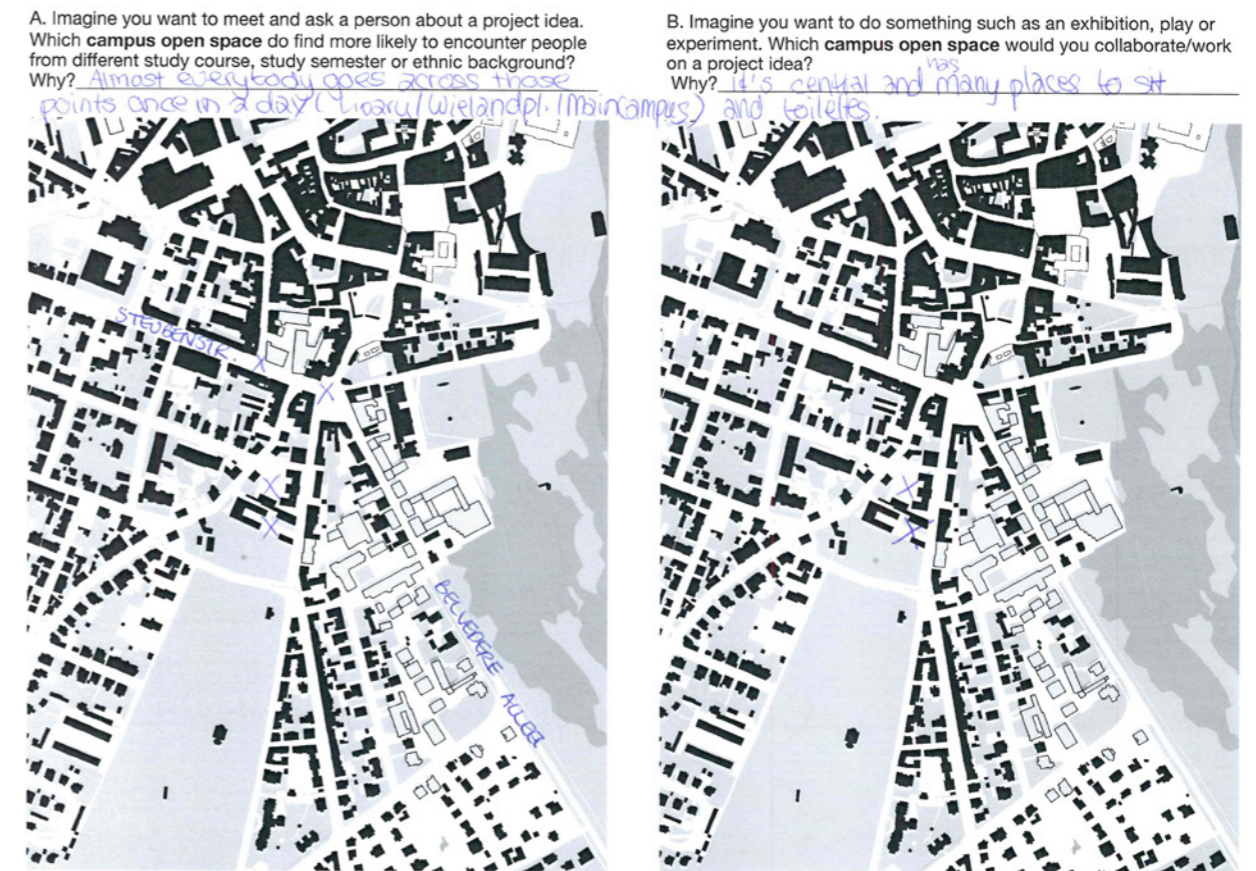 A. Imagine you want to meet and ask a person about a project idea.
Which campus open space do find more likely to encounter people
from different study course, study semester or ethnic background?
Why? Almost everybody goes across those
points once in a day (Libary/Wielandpl./Maincampus)
STEUBENSTR.
X
X
X
X
BELVEDERE ALLEE
B. Imagine you want to do something such as an exhibition, play or
experiment. Which campus open space would you collaborate/work
on a project idea?
has
Why? it's central and many places to sit
and toilets.
X
X